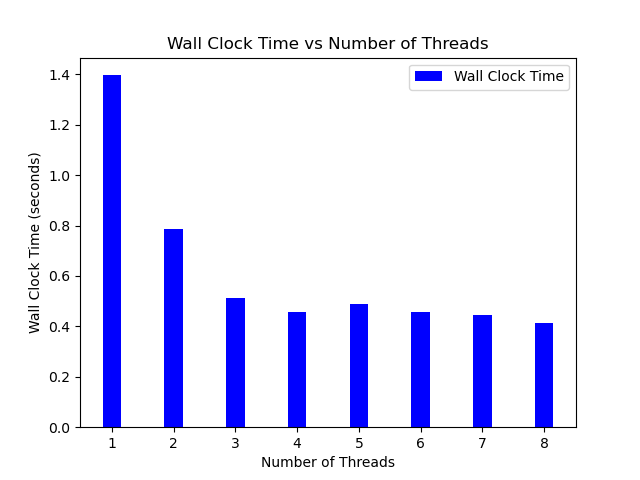 Wall Clock Time vs Number of Threads
Wall Clock Time
1.4
1.2
1.0
0.8
0.6
0.4
0.2
0.0
Wall Clock Time (seconds)
1 2 3 4 5 6 7 8
Number of Threads